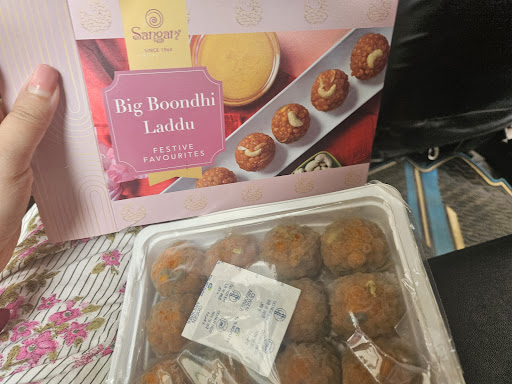 Sangam
SINCE 1964
Big Boondhi
Laddu
FESTIVE
FAVOURITES